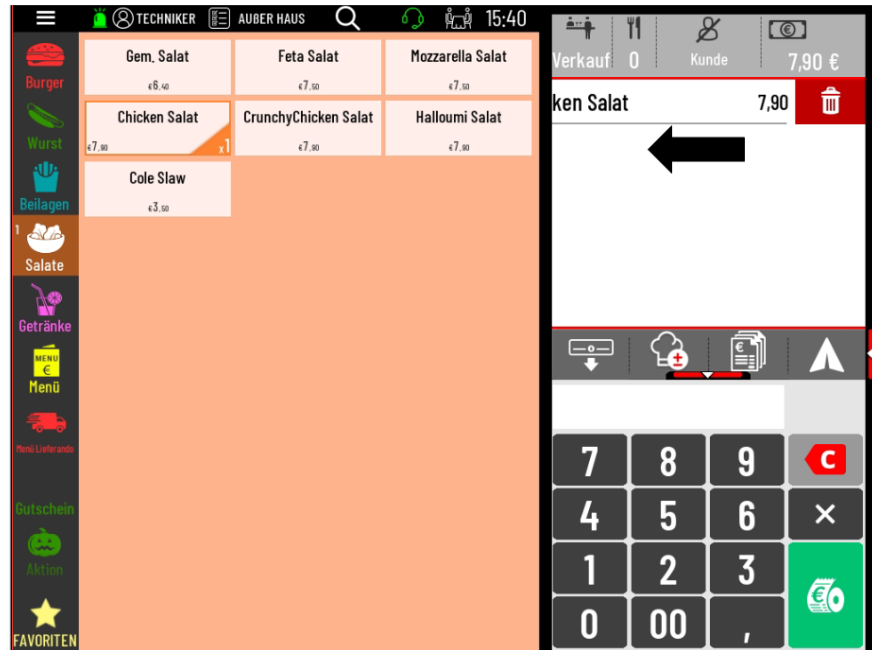 TECHNIKER AUẞER HAUS 15:40
Burger
Wurst
Beilagen
1
Salate
Getränke
MENU
€
Menü
Menü Lieferando
Gutschein
Aktion
FAVORITEN
Gem. Salat
€6,40
Feta Salat
€7,50
Mozzarella Salat
€7,50
Chicken Salat
€7,90 x1
CrunchyChicken Salat
€7,90
Halloumi Salat
€7,90
Cole Slaw
€3,50
Verkauf 0 Kunde 7,90 €
ken Salat 7,90
7 8 9 C
4 5 6 ×
1 2 3 €
0 00 ,